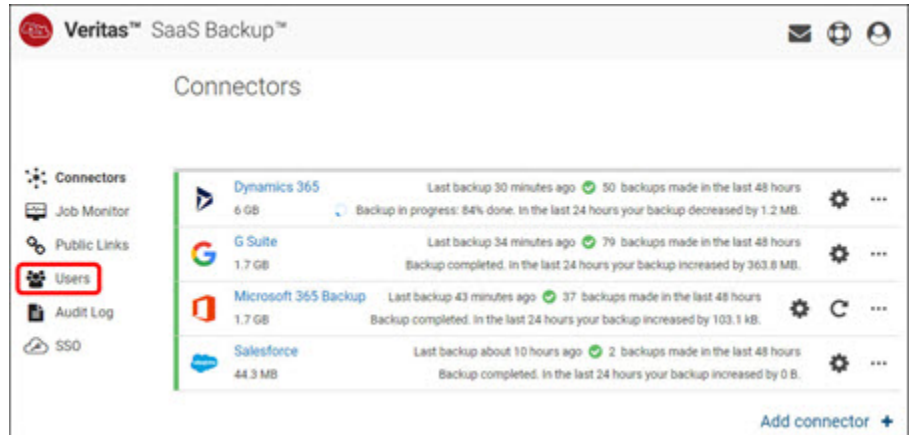 Veritas™ SaaS Backup™
Connectors
Connectors
Job Monitor
Public Links
Users
Audit Log
SSO
Dynamics 365 Last backup 30 minutes ago 50 backups made in the last 48 hours
6 GB Backup in progress: 84% done. In the last 24 hours your backup decreased by 1.2 MB.
G Suite Last backup 34 minutes ago 79 backups made in the last 48 hours
1.7 GB Backup completed. In the last 24 hours your backup increased by 363.8 MB.
Microsoft 365 Backup Last backup 43 minutes ago 37 backups made in the last 48 hours
1.7 GB Backup completed. In the last 24 hours your backup increased by 103.1 kB.
Salesforce Last backup about 10 hours ago 2 backups made in the last 48 hours
44.3 MB Backup completed. In the last 24 hours your backup increased by 0 B.
Add connector +